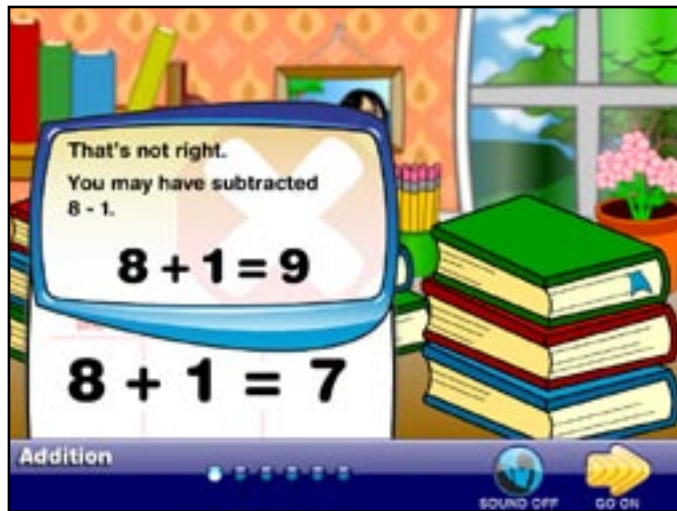 That's not right.
You may have subtracted
8 - 1.
8 + 1 = 9
8 + 1 = 7
Addition
SOUND OFF
GO ON